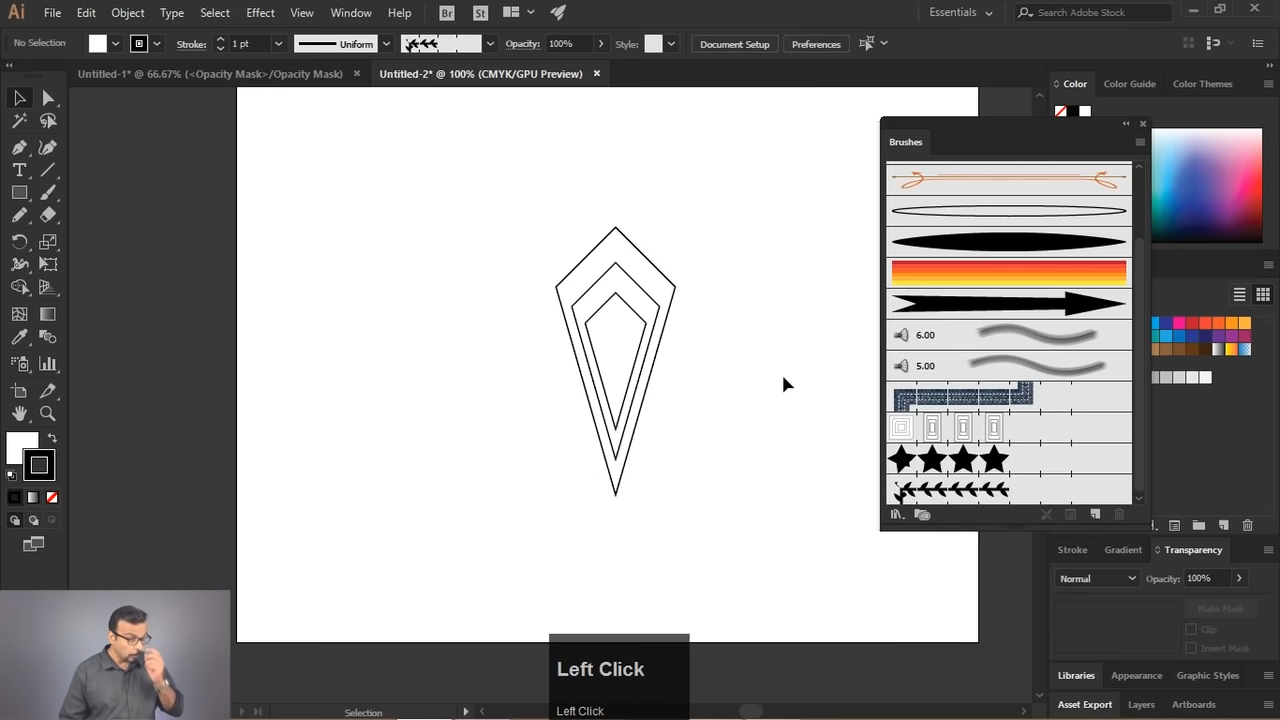 Ai File Edit Object Type Select Effect View Window Help Br St Essentials Search Adobe Stock
No Selection Stroke: 1 pt Uniform Opacity: 100% Style: Document Setup Preferences
Untitled-1* @ 66.67% (<Opacity Mask>/Opacity Mask) × Untitled-2* @ 100% (CMYK/GPU Preview) ×
Color Color Guide Color Themes
Brushes
6.00
5.00
Stroke Gradient Transparency
Normal Opacity: 100%
Make Mask
Clip
Invert Mask
Left Click
Left Click
Libraries Appearance Graphic Styles
Asset Export Layers Artboards
Selection